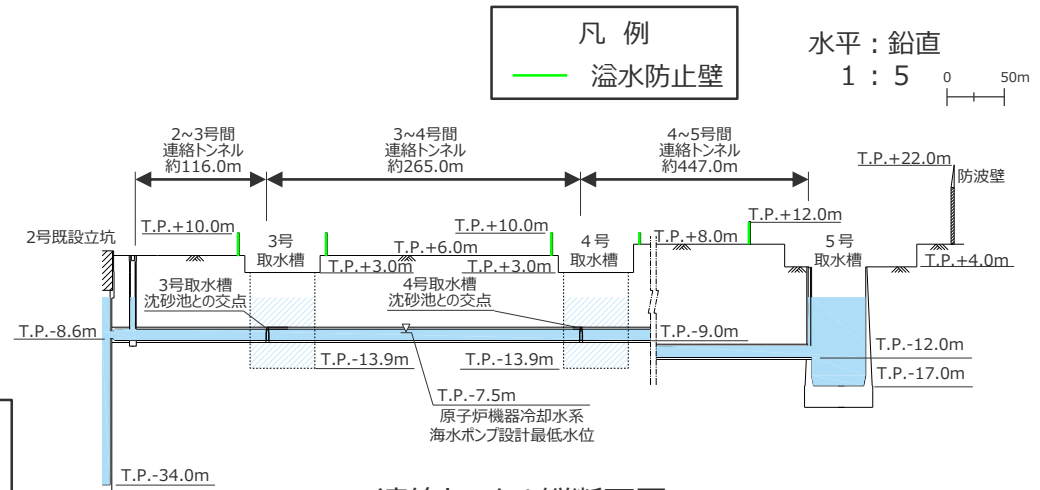 凡 例
溢水防止壁
水平：鉛直
1 : 5
0 50m
2~3号間
連絡トンネル
約116.0m
3~4号間
連絡トンネル
約265.0m
4~5号間
連絡トンネル
約447.0m
T.P.+22.0m
防波壁
2号既設立坑
T.P.+10.0m
3号
取水槽
T.P.+10.0m
T.P.+6.0m
4号
取水槽
T.P.+12.0m
T.P.+8.0m
5号
取水槽
T.P.+3.0m
T.P.+3.0m
T.P.+4.0m
3号取水槽
沈砂池との交点
4号取水槽
沈砂池との交点
T.P.-8.6m
T.P.-9.0m
T.P.-13.9m
T.P.-13.9m
T.P.-12.0m
T.P.-17.0m
T.P.-7.5m
原子炉機器冷却水系
海水ポンプ設計最低水位
T.P.-34.0m